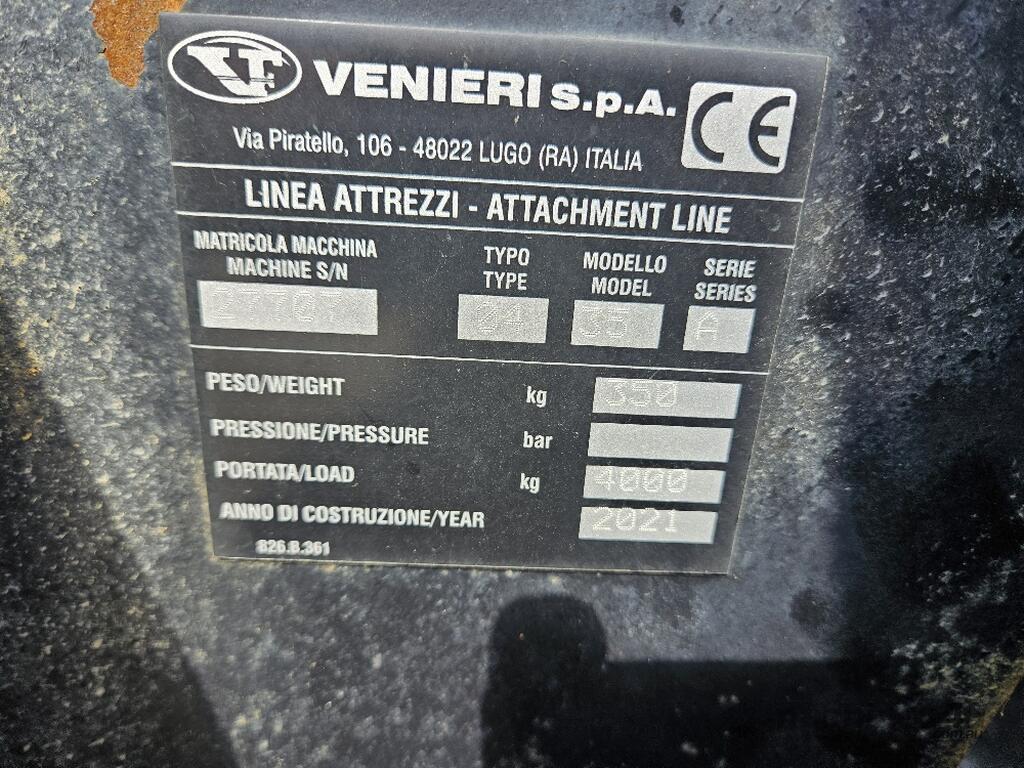 VENIERI S.p.A.
CE
Via Piratello, 106 - 48022 LUGO (RA) ITALIA
LINEA ATTREZZI - ATTACHMENT LINE
MATRICOLA MACCHINA TYPO MODELLO SERIE
MACHINE S/N TYPE MODEL SERIES
04 A
PESO/WEIGHT kg 350
PRESSIONE/PRESSURE bar
PORTATA/LOAD kg 4000
ANNO DI COSTRUZIONE/YEAR 2021
826.B.361